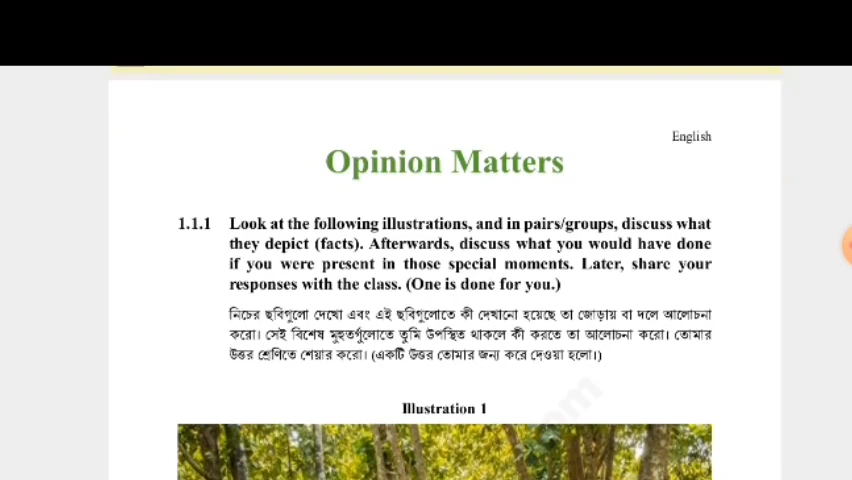 English
Opinion Matters
1.1.1 Look at the following illustrations, and in pairs/groups, discuss what
they depict (facts). Afterwards, discuss what you would have done
if you were present in those special moments. Later, share your
responses with the class. (One is done for you.)
নিচের ছবিগুলো দেখো এবং এই ছবিগুলোতে কী দেখানো হয়েছে তা জোড়ায় বা দলে আলোচনা
করো। সেই বিশেষ মুহূর্তগুলোতে তুমি উপস্থিত থাকলে কী করতে তা আলোচনা করো। তোমার
উত্তর শ্রেণিতে শেয়ার করো। (একটি উত্তর তোমার জন্য করে দেওয়া হলো।)
Illustration 1